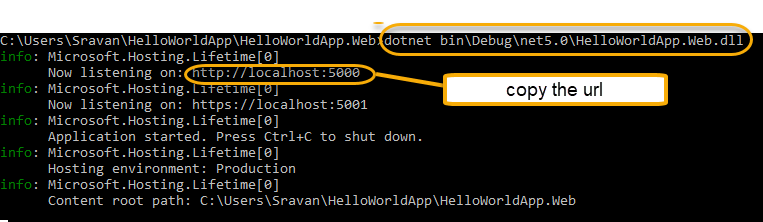 C:\Users\Sravan\HelloWorldApp\HelloWorldApp.Web>dotnet bin\Debug\net5.0\HelloWorldApp.Web.dll
info: Microsoft.Hosting.Lifetime[0]
Now listening on: http://localhost:5000
info: Microsoft.Hosting.Lifetime[0]
copy the url
Now listening on: https://localhost:5001
info: Microsoft.Hosting.Lifetime[0]
Application started. Press Ctrl+C to shut down.
info: Microsoft.Hosting.Lifetime[0]
Hosting environment: Production
info: Microsoft.Hosting.Lifetime[0]
Content root path: C:\Users\Sravan\HelloWorldApp\HelloWorldApp.Web